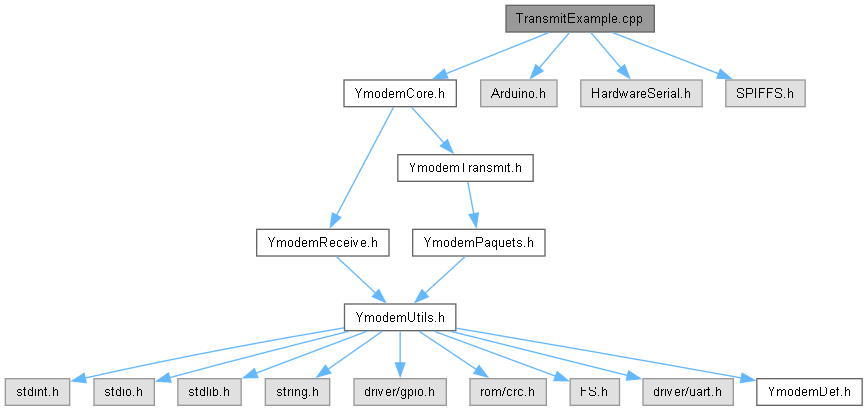 TransmitExample.cpp
YmodemCore.h
Arduino.h
HardwareSerial.h
SPIFFS.h
YmodemTransmit.h
YmodemReceive.h
YmodemPaquets.h
YmodemUtils.h
stdint.h
stdio.h
stdlib.h
string.h
driver/gpio.h
rom/crc.h
FS.h
driver/uart.h
YmodemDef.h